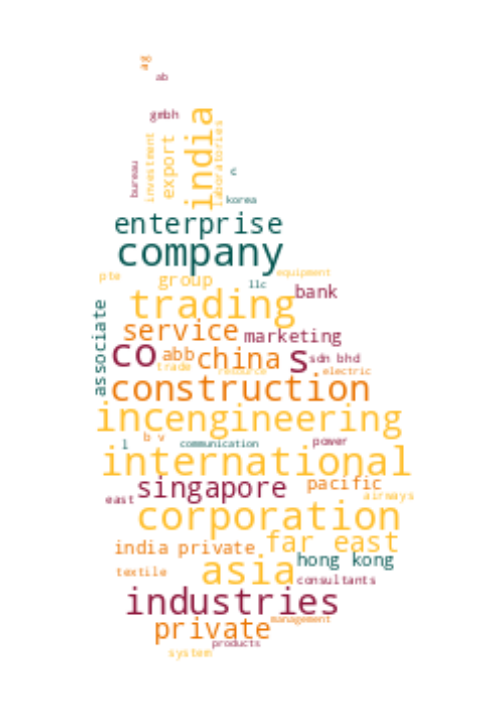 so
a
ab
gmbh
bureau
investment
export
india
laboratories
c
korea
enterprise
company
pte
group
equipment
llc
bank
trading
associate
service
marketing
co
abb
china
s
sdn bhd
trade
resource
electric
construction
inc
engineering
l
b v
communication
power
international
singapore
pacific
east
airways
corporation
india private
far east
hong kong
textile
asia
consultants
industries
private
management
products
system